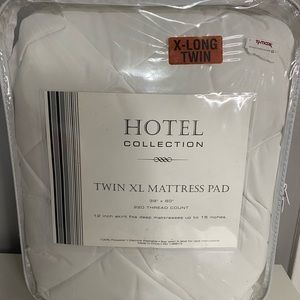 X-LONG
TWIN
HOTEL
COLLECTION
TWIN XL MATTRESS PAD
39" x 80"
220 THREAD COUNT
12 inch skirt fits deep mattresses up to 18 inches.